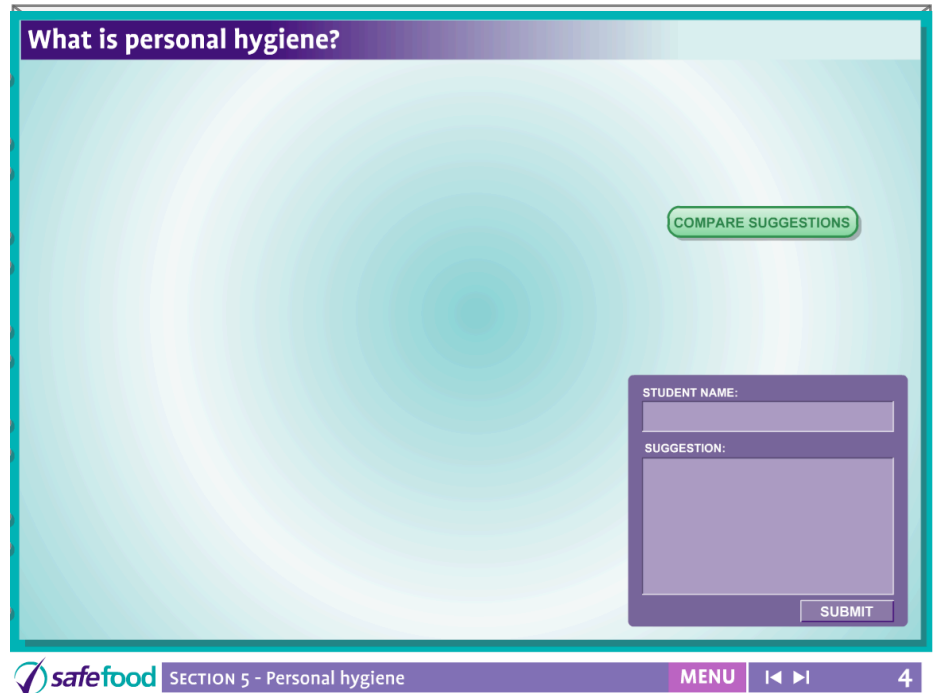 What is personal hygiene?
COMPARE SUGGESTIONS
STUDENT NAME:
SUGGESTION:
SUBMIT
safefood SECTION 5 - Personal hygiene MENU 4